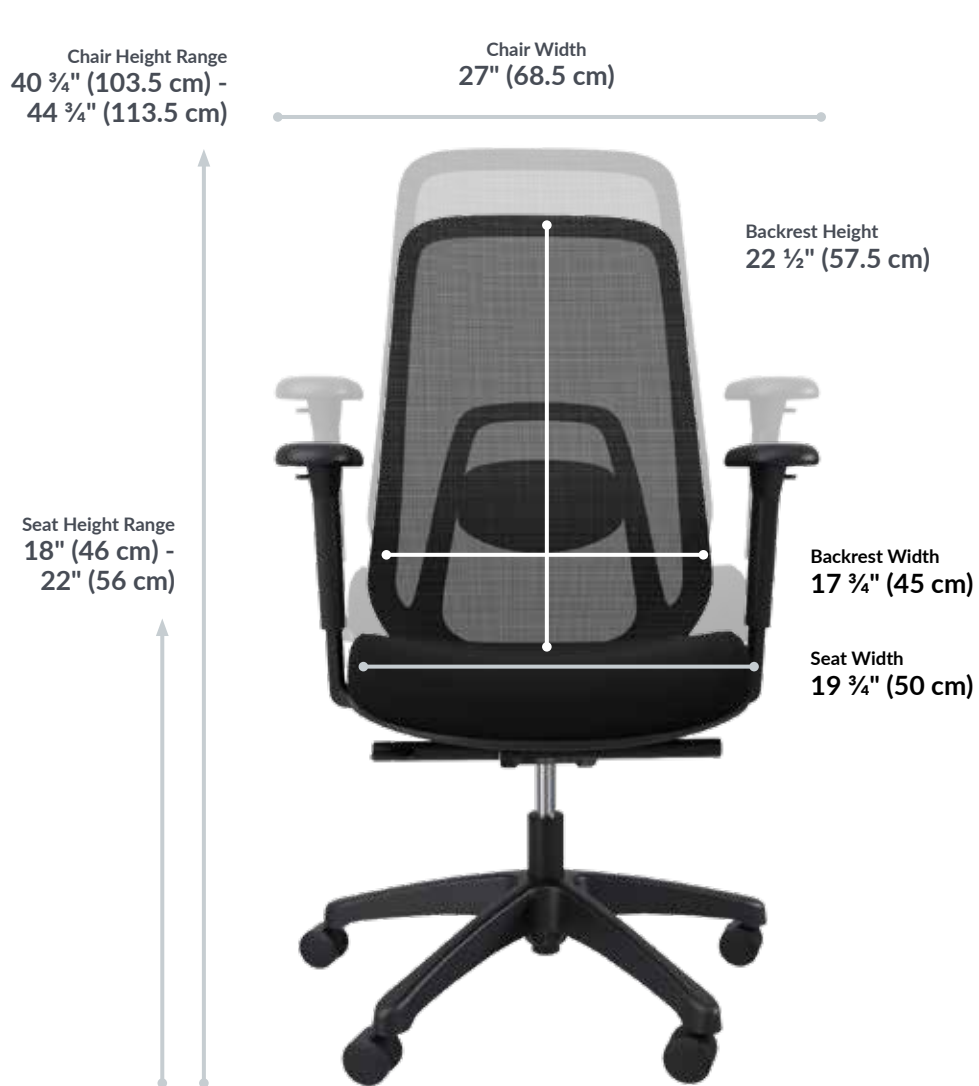 Chair Height Range
40 ¾" (103.5 cm) -
44 ¾" (113.5 cm)
Chair Width
27" (68.5 cm)
Backrest Height
22 ½" (57.5 cm)
Seat Height Range
18" (46 cm) -
22" (56 cm)
Backrest Width
17 ¾" (45 cm)
Seat Width
19 ¾" (50 cm)